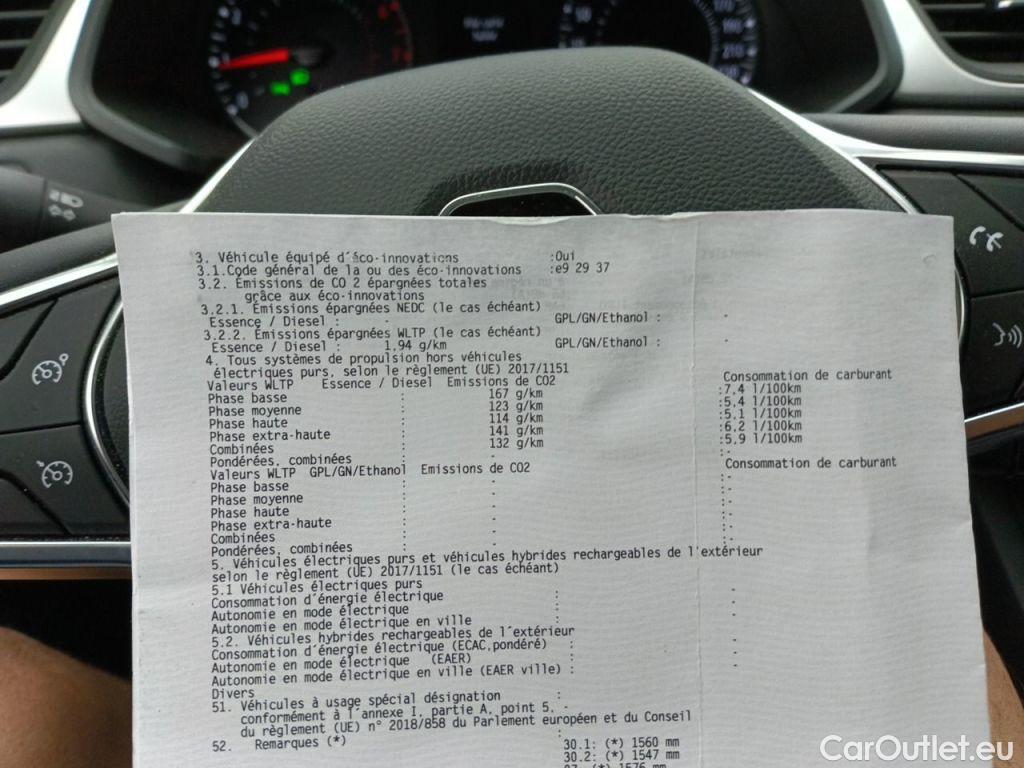 3. Véhicule équipé d'éco-innovations :Oui
3.1.Code général de la ou des éco-innovations :e9 29 37
3.2. Émissions de CO 2 épargnées totales
grâce aux éco-innovations
3.2.1. Émissions épargnées NEDC (le cas échéant)
Essence / Diesel : - GPL/GN/Ethanol : -
3.2.2. Émissions épargnées WLTP (le cas échéant)
Essence / Diesel : 1,94 g/km GPL/GN/Ethanol : -
4. Tous systèmes de propulsion hors véhicules
électriques purs, selon le règlement (UE) 2017/1151
Valeurs WLTP Essence / Diesel Emissions de CO2 Consommation de carburant
Phase basse : 167 g/km :7,4 l/100km
Phase moyenne : 123 g/km :5,4 l/100km
Phase haute : 114 g/km :5,1 l/100km
Phase extra-haute : 141 g/km :6,2 l/100km
Combinées : 132 g/km :5,9 l/100km
Pondérées, combinées : - :-
Valeurs WLTP GPL/GN/Ethanol Emissions de CO2 Consommation de carburant
Phase basse : - :-
Phase moyenne : - :-
Phase haute : - :-
Phase extra-haute : - :-
Combinées : - :-
Pondérées, combinées : - :-
5. Véhicules électriques purs et véhicules hybrides rechargeables de l'extérieur
selon le règlement (UE) 2017/1151 (le cas échéant)
5.1 Véhicules électriques purs
Consommation d'énergie électrique : -
Autonomie en mode électrique : -
Autonomie en mode électrique en ville : -
5.2. Véhicules hybrides rechargeables de l'extérieur
Consommation d'énergie électrique (ECAC,pondéré) : -
Autonomie en mode électrique (EAER) : -
Autonomie en mode électrique en ville (EAER ville) : -
Divers
51. Véhicules à usage spécial désignation :
conformément à l'annexe I, partie A, point 5, -
du règlement (UE) n° 2018/858 du Parlement européen et du Conseil
52. Remarques (*) :
30.1: (*) 1560 mm
30.2: (*) 1547 mm
(*) 1576 mm
CarOutlet.eu